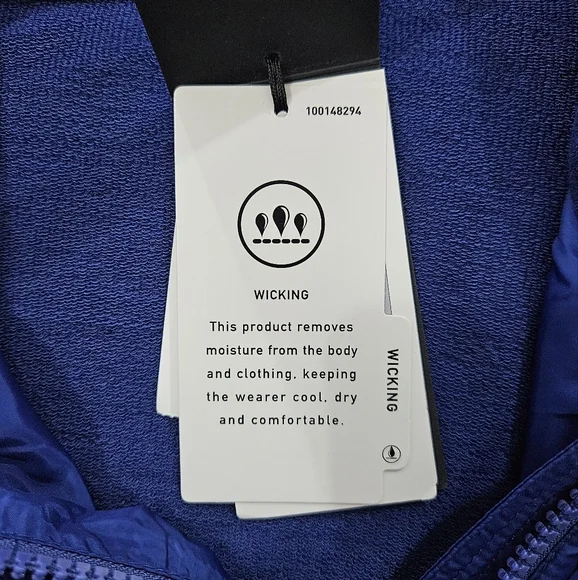 100148294
WICKING
This product removes
moisture from the body
and clothing, keeping
the wearer cool, dry
and comfortable.
WICKING